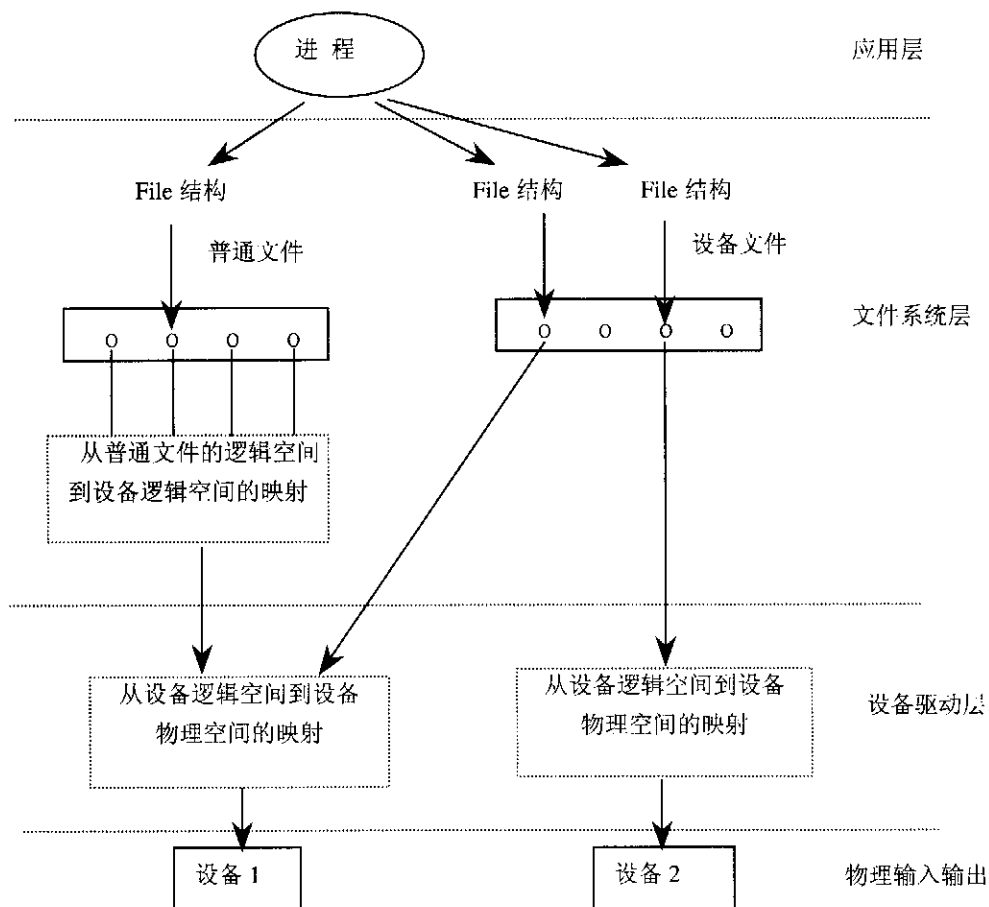 进 程
应用层
File 结构
File 结构
File 结构
普通文件
设备文件
文件系统层
O O O O
O O O O
从普通文件的逻辑空间
到设备逻辑空间的映射
从设备逻辑空间到设备
物理空间的映射
从设备逻辑空间到设备
物理空间的映射
设备驱动层
设备 1
设备 2
物理输入输出